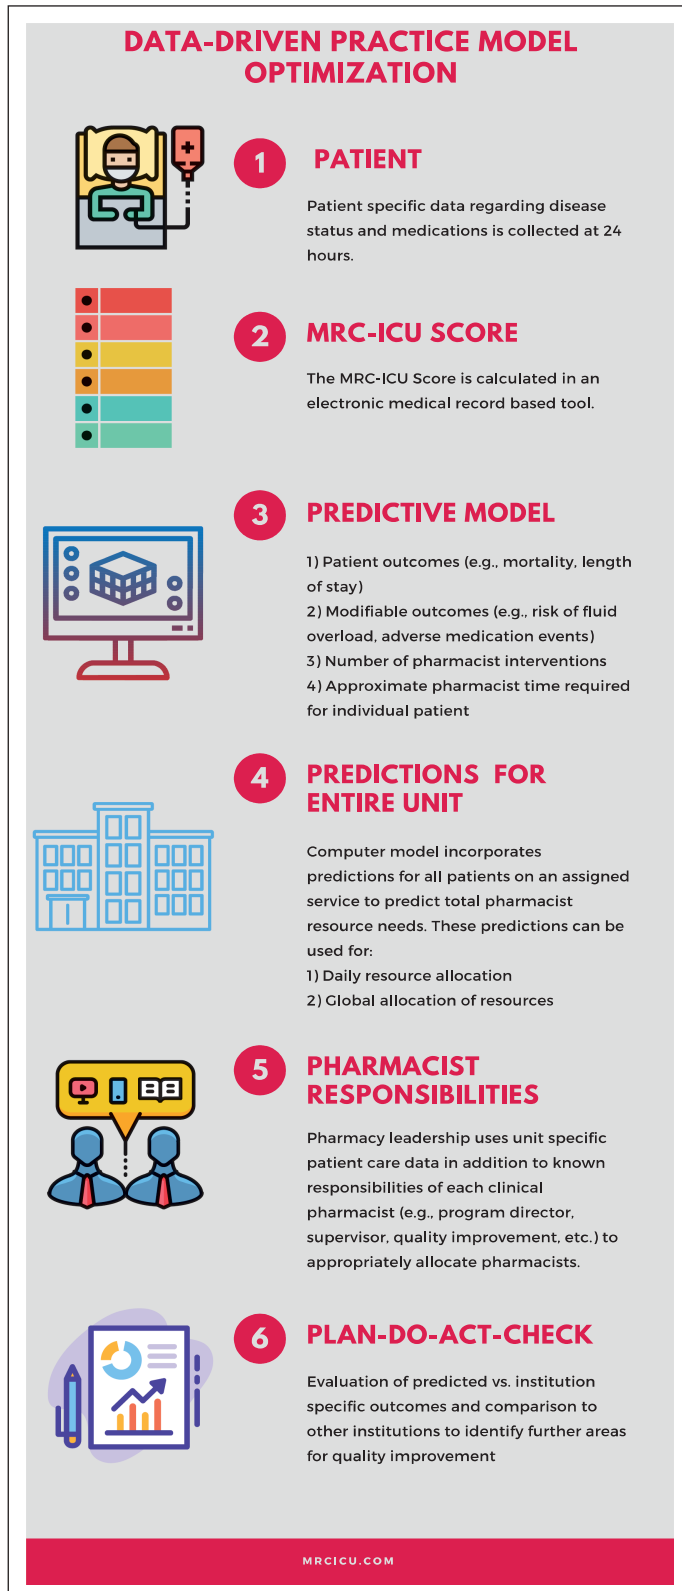 DATA-DRIVEN PRACTICE MODEL
OPTIMIZATION
1
PATIENT
Patient specific data regarding disease
status and medications is collected at 24
hours.
2
MRC-ICU SCORE
The MRC-ICU Score is calculated in an
electronic medical record based tool.
3
PREDICTIVE MODEL
1) Patient outcomes (e.g., mortality, length
of stay)
2) Modifiable outcomes (e.g., risk of fluid
overload, adverse medication events)
3) Number of pharmacist interventions
4) Approximate pharmacist time required
for individual patient
4
PREDICTIONS FOR
ENTIRE UNIT
Computer model incorporates
predictions for all patients on an assigned
service to predict total pharmacist
resource needs. These predictions can be
used for:
1) Daily resource allocation
2) Global allocation of resources
5
PHARMACIST
RESPONSIBILITIES
Pharmacy leadership uses unit specific
patient care data in addition to known
responsibilities of each clinical
pharmacist (e.g., program director,
supervisor, quality improvement, etc.) to
appropriately allocate pharmacists.
6
PLAN-DO-ACT-CHECK
Evaluation of predicted vs. institution
specific outcomes and comparison to
other institutions to identify further areas
for quality improvement
MRCICU.COM